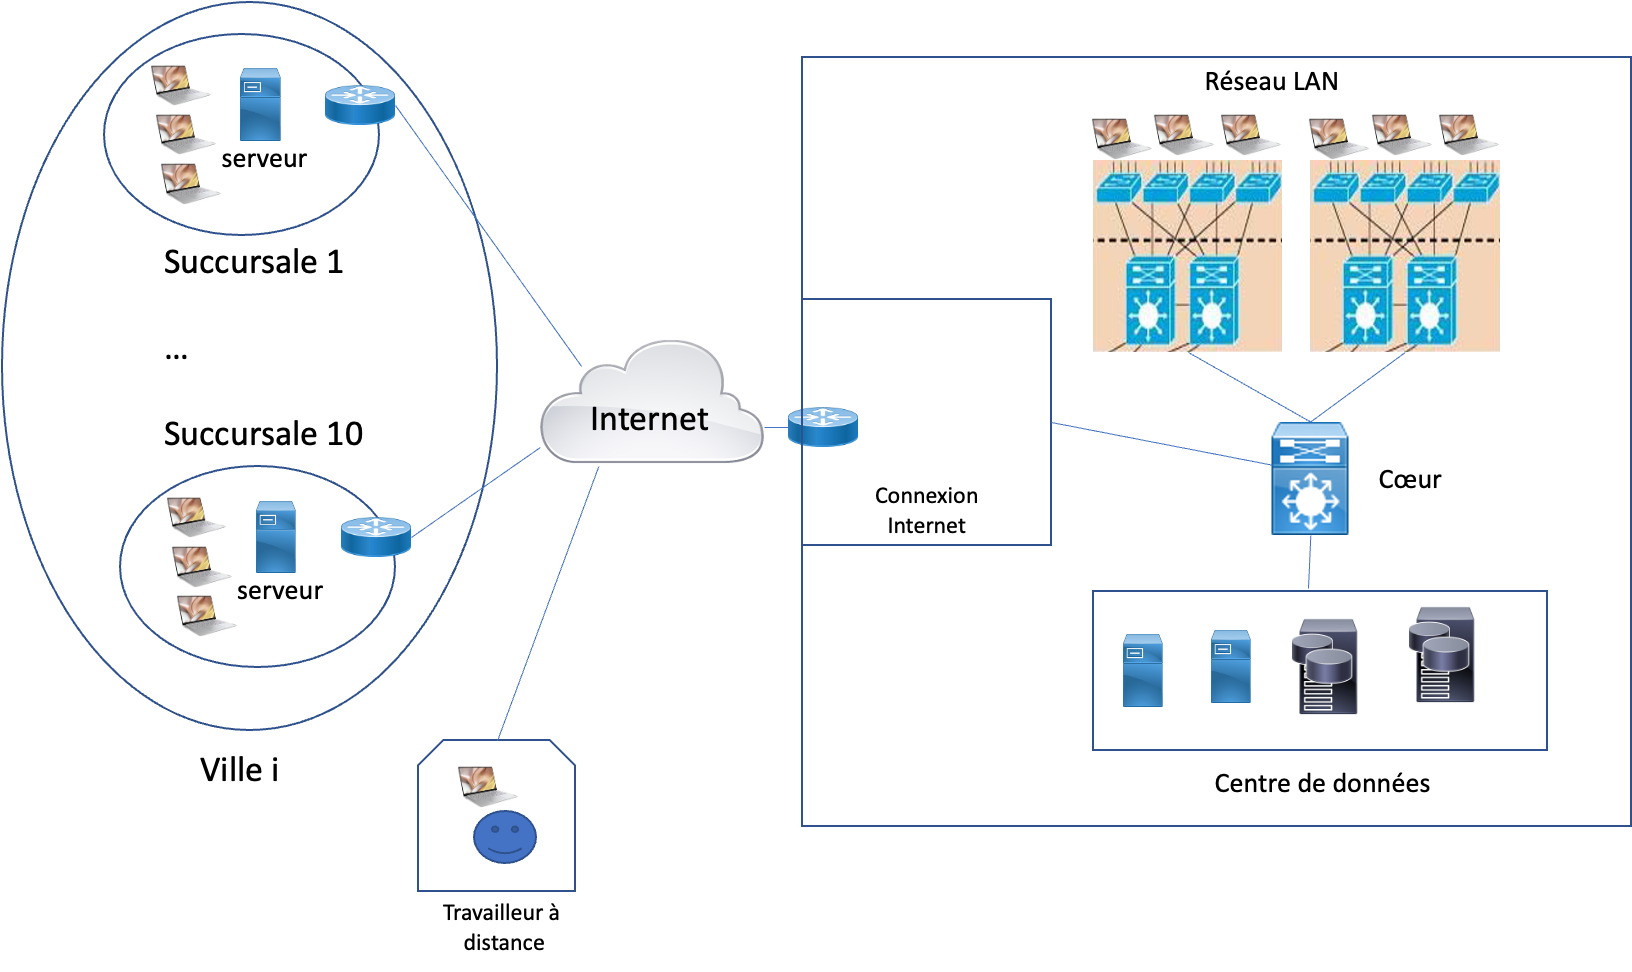 Réseau LAN
serveur
Succursale 1
...
Succursale 10
serveur
Ville i
Internet
Connexion
Internet
Cœur
Centre de données
Travailleur à
distance